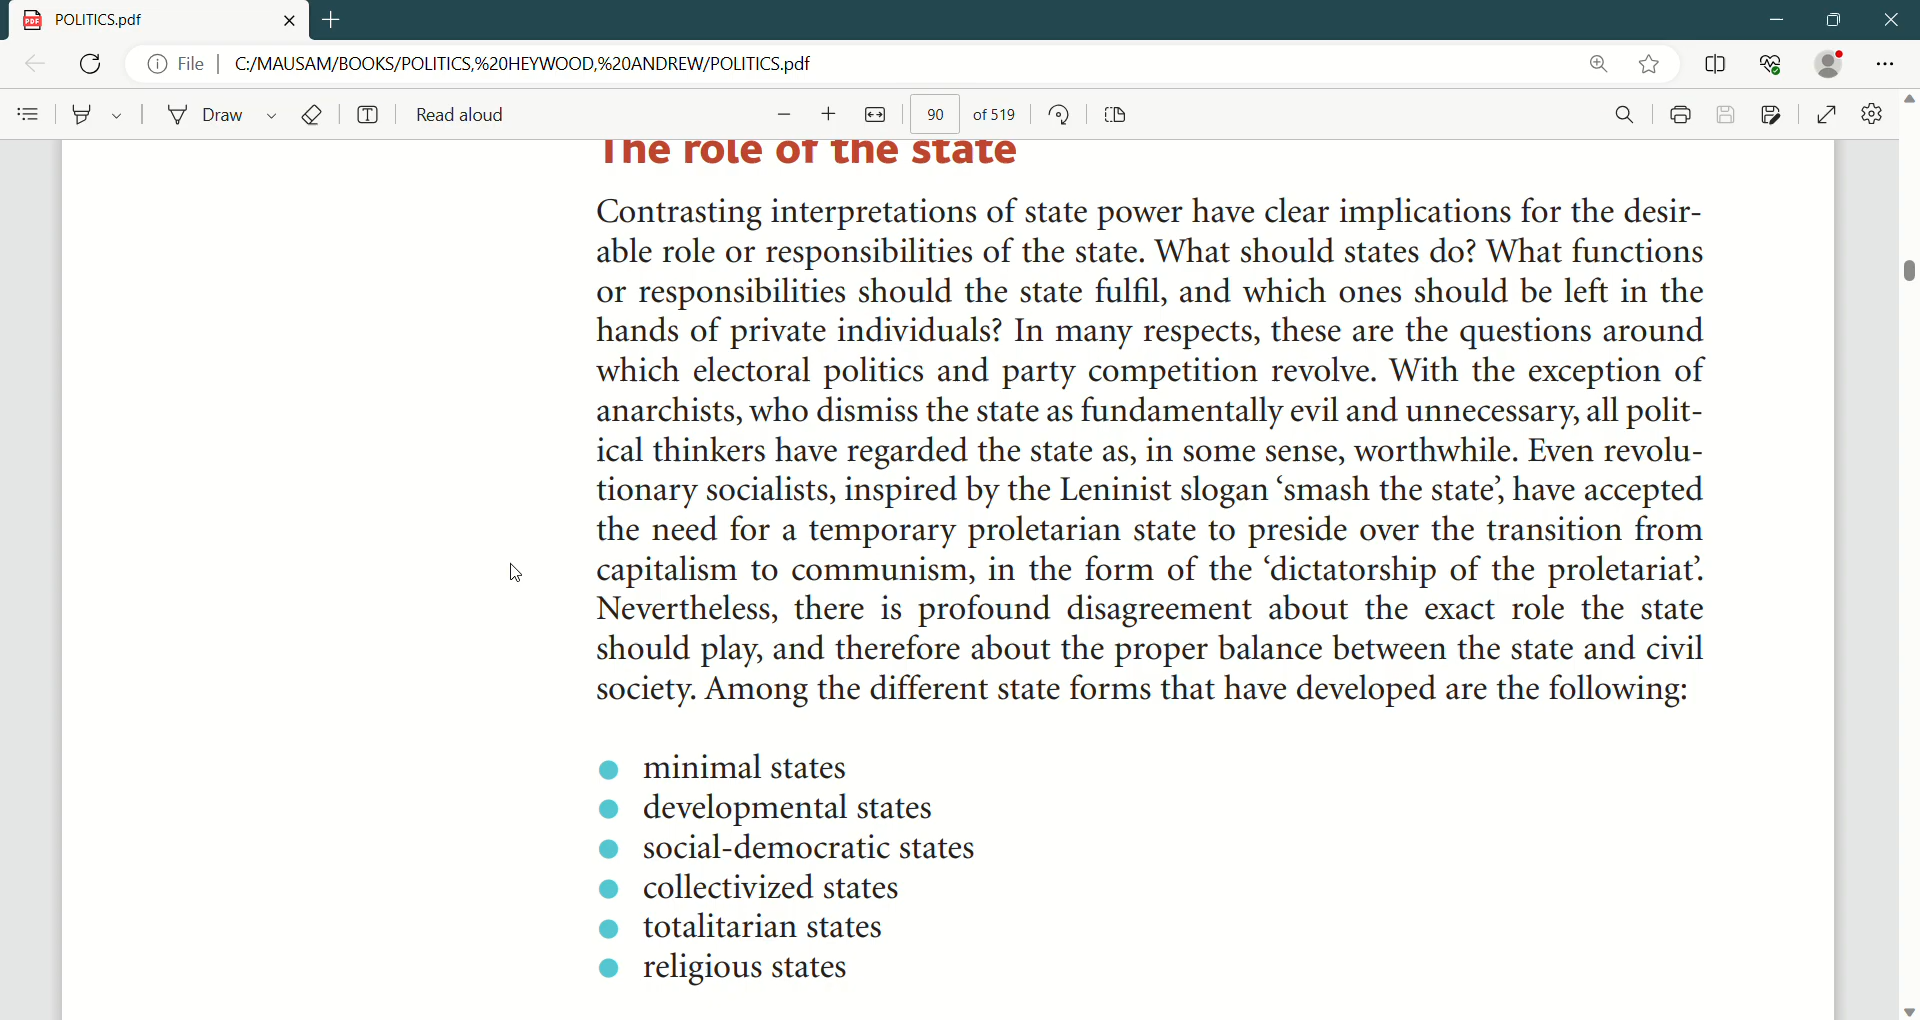 POLITICS.pdf
File
C:/MAUSAM/BOOKS/POLITICS,%20HEYWOOD,%20ANDREW/POLITICS.pdf
Draw
Read aloud
90 of 519
The role of the state
Contrasting interpretations of state power have clear implications for the desir-
able role or responsibilities of the state. What should states do? What functions
or responsibilities should the state fulfil, and which ones should be left in the
hands of private individuals? In many respects, these are the questions around
which electoral politics and party competition revolve. With the exception of
anarchists, who dismiss the state as fundamentally evil and unnecessary, all polit-
ical thinkers have regarded the state as, in some sense, worthwhile. Even revolu-
tionary socialists, inspired by the Leninist slogan ‘smash the state’, have accepted
the need for a temporary proletarian state to preside over the transition from
capitalism to communism, in the form of the ‘dictatorship of the proletariat’.
Nevertheless, there is profound disagreement about the exact role the state
should play, and therefore about the proper balance between the state and civil
society. Among the different state forms that have developed are the following:
minimal states
developmental states
social-democratic states
collectivized states
totalitarian states
religious states